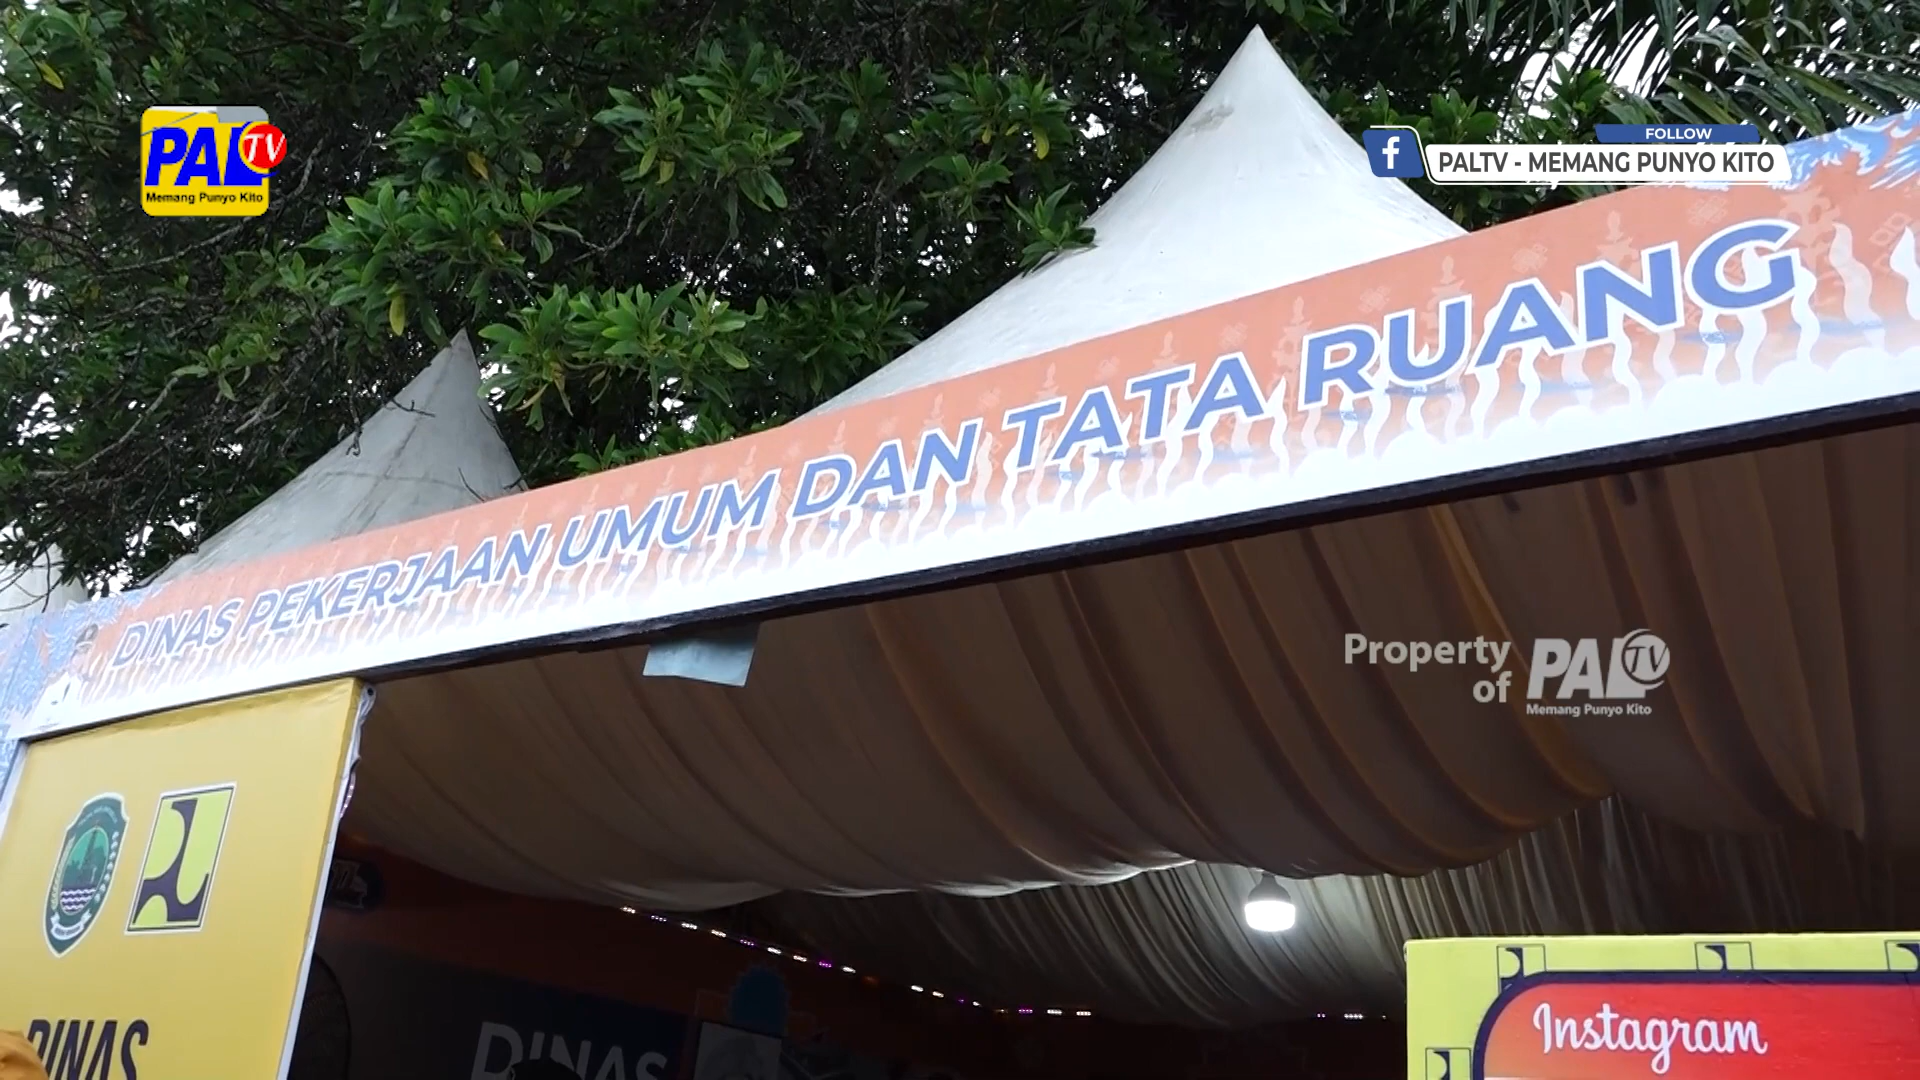 PAL TV
Memang Punyo Kito
FOLLOW
f PALTV - MEMANG PUNYO KITO
DINAS PEKERJAAN UMUM DAN TATA RUANG
Property of PAL TV
Memang Punyo Kito
DINAS
DINAS
Instagram